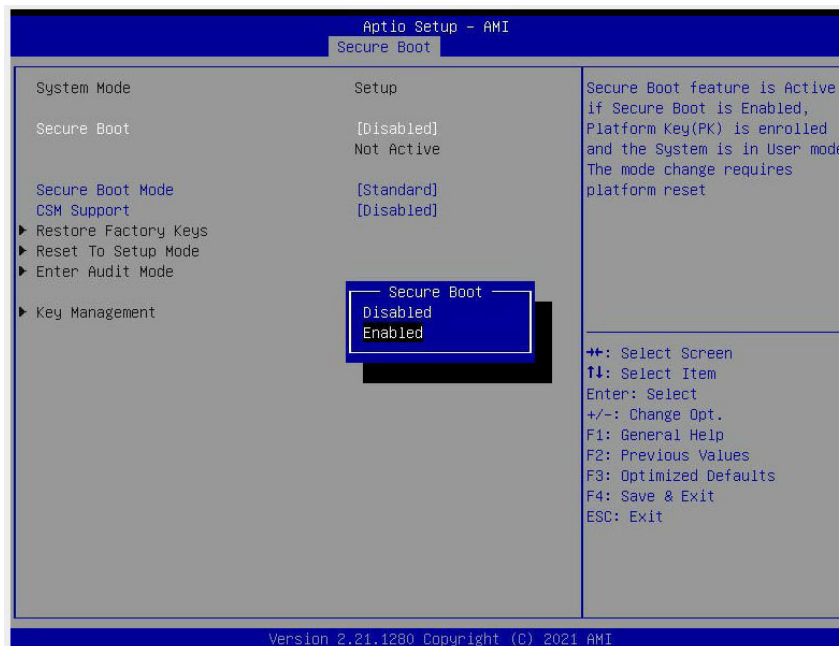 Aptio Setup - AMI
Secure Boot
System Mode Setup
Secure Boot [Disabled]
Not Active
Secure Boot Mode [Standard]
CSM Support [Disabled]
Restore Factory Keys
Reset To Setup Mode
Enter Audit Mode
Key Management
Secure Boot
Disabled
Enabled
Secure Boot feature is Active
if Secure Boot is Enabled,
Platform Key(PK) is enrolled
and the System is in User mode
The mode change requires
platform reset
→←: Select Screen
↑↓: Select Item
Enter: Select
+/-: Change Opt.
F1: General Help
F2: Previous Values
F3: Optimized Defaults
F4: Save & Exit
ESC: Exit
Version 2.21.1280 Copyright (C) 2021 AMI